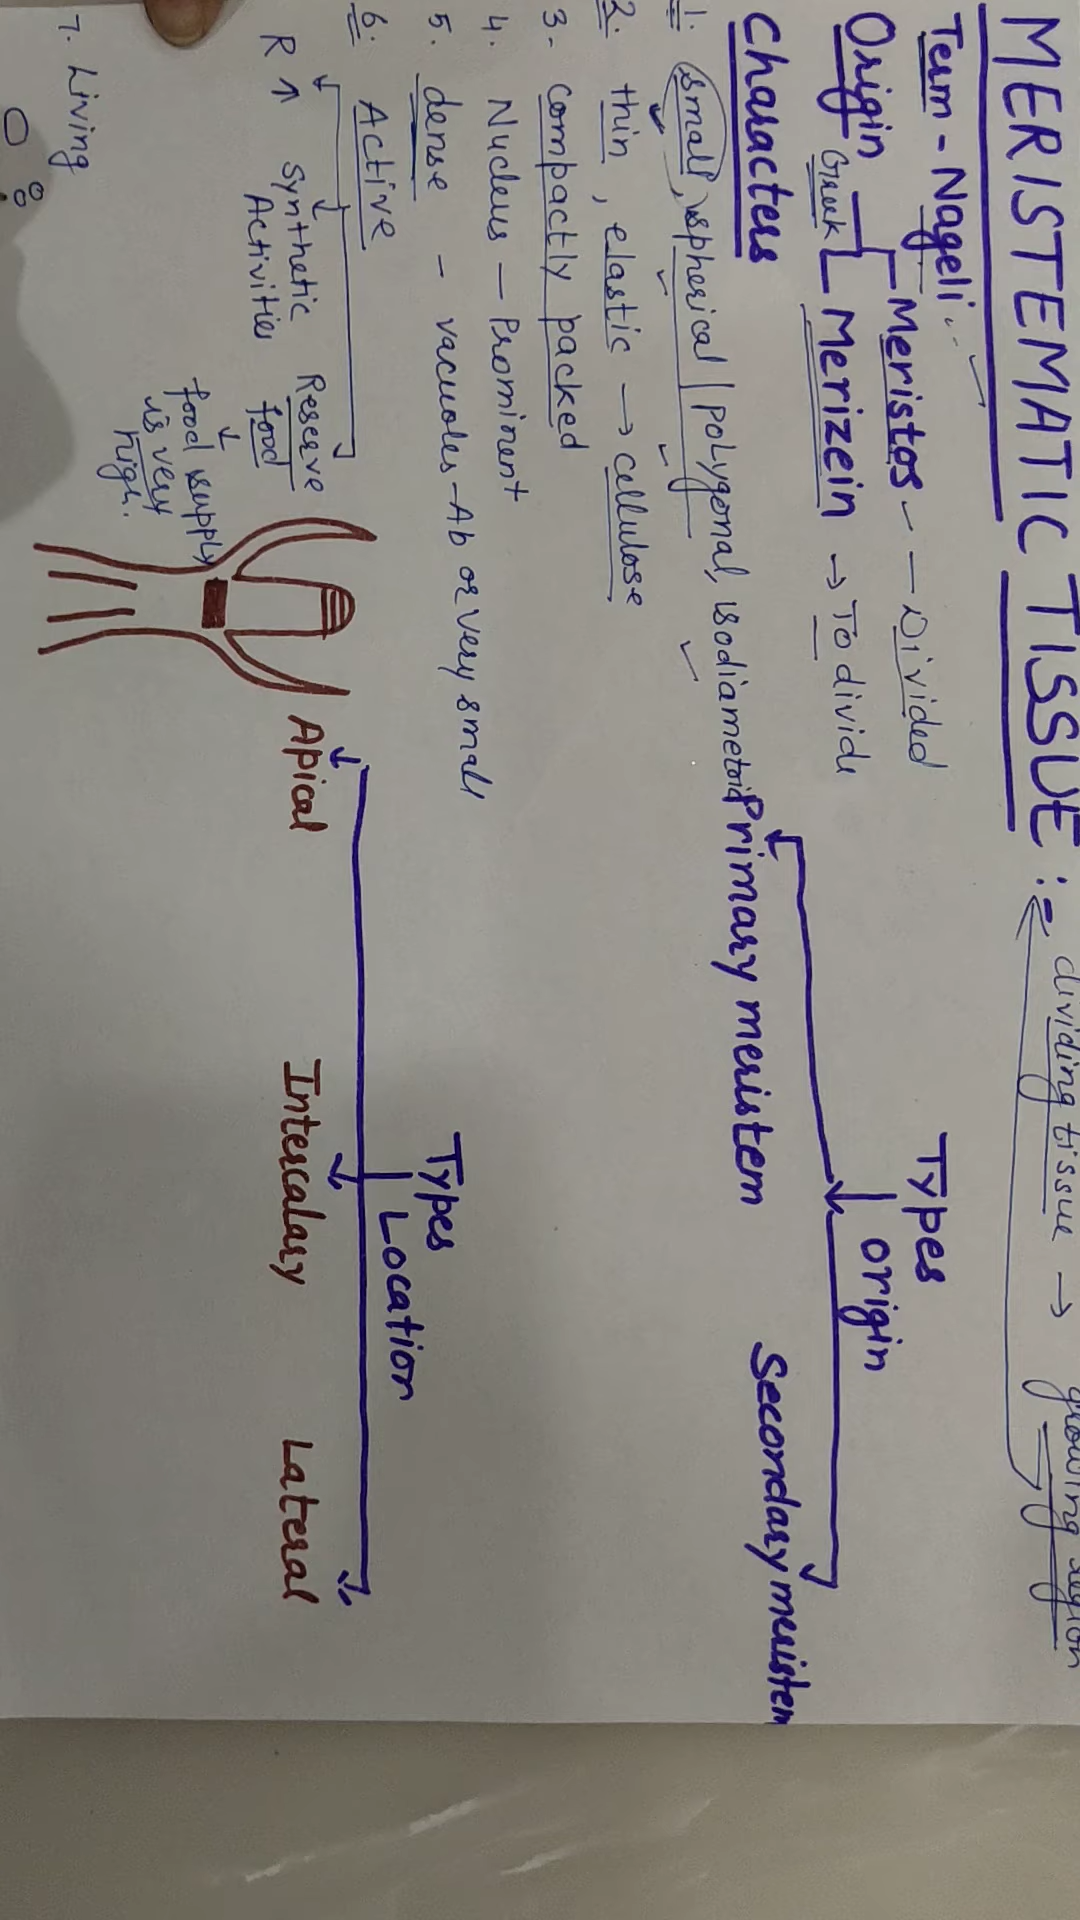 MERISTEMATIC TISSUE :- dividing tissue → growing region
Term - Nageli
Meristos - - Divided
Origin Greek
Merizein → To divide
Characters
1. small, spherical | polygonal, isodiametric
2. thin, elastic → cellulose
3. compactly packed
4. Nucleus - Prominent
5. dense - vacuoles - Ab or very small
6. Active
R ↑ Synthetic Activities Reserve food
food supply is very high.
7. Living
Types
origin
Primary meristem Secondary meristem
Types
Location
Apical Intercalary Lateral